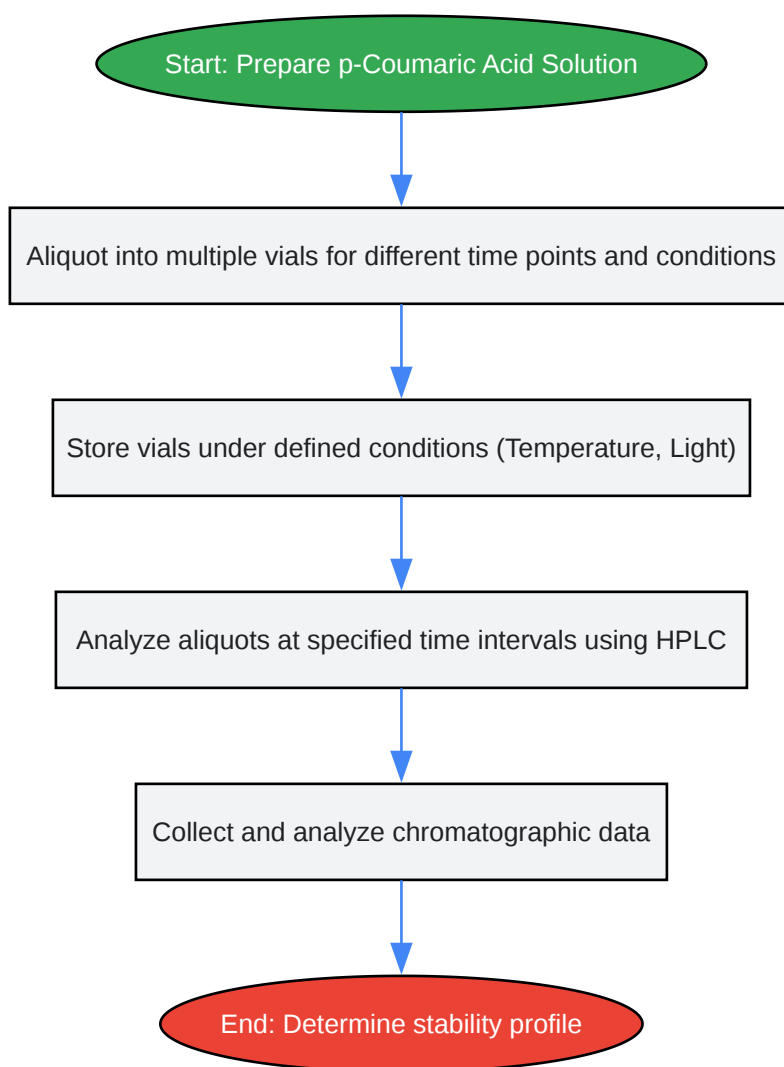 Start: Prepare p-Coumaric Acid Solution
Aliquot into multiple vials for different time points and conditions
Store vials under defined conditions (Temperature, Light)
Analyze aliquots at specified time intervals using HPLC
Collect and analyze chromatographic data
End: Determine stability profile